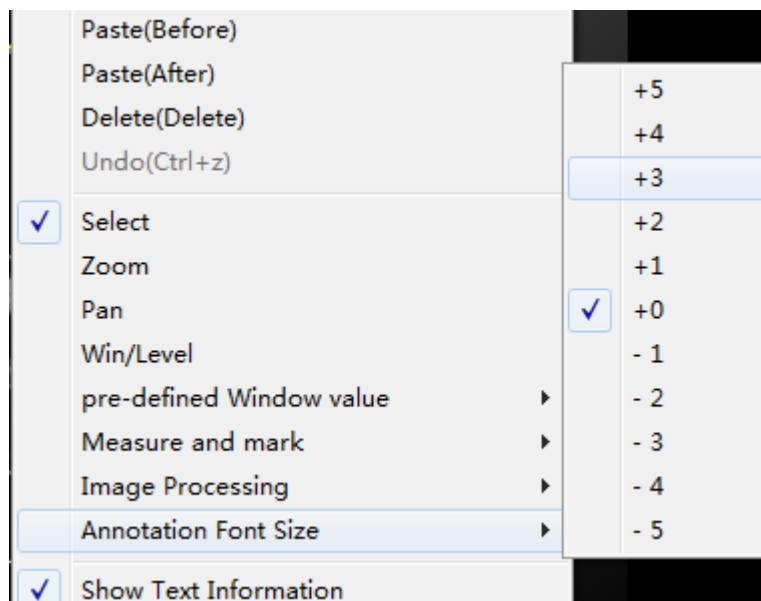 Paste(Before)
Paste(After)
Delete(Delete)
Undo(Ctrl+z)
Select
Zoom
Pan
Win/Level
pre-defined Window value
Measure and mark
Image Processing
Annotation Font Size
Show Text Information
+5
+4
+3
+2
+1
+0
- 1
- 2
- 3
- 4
- 5